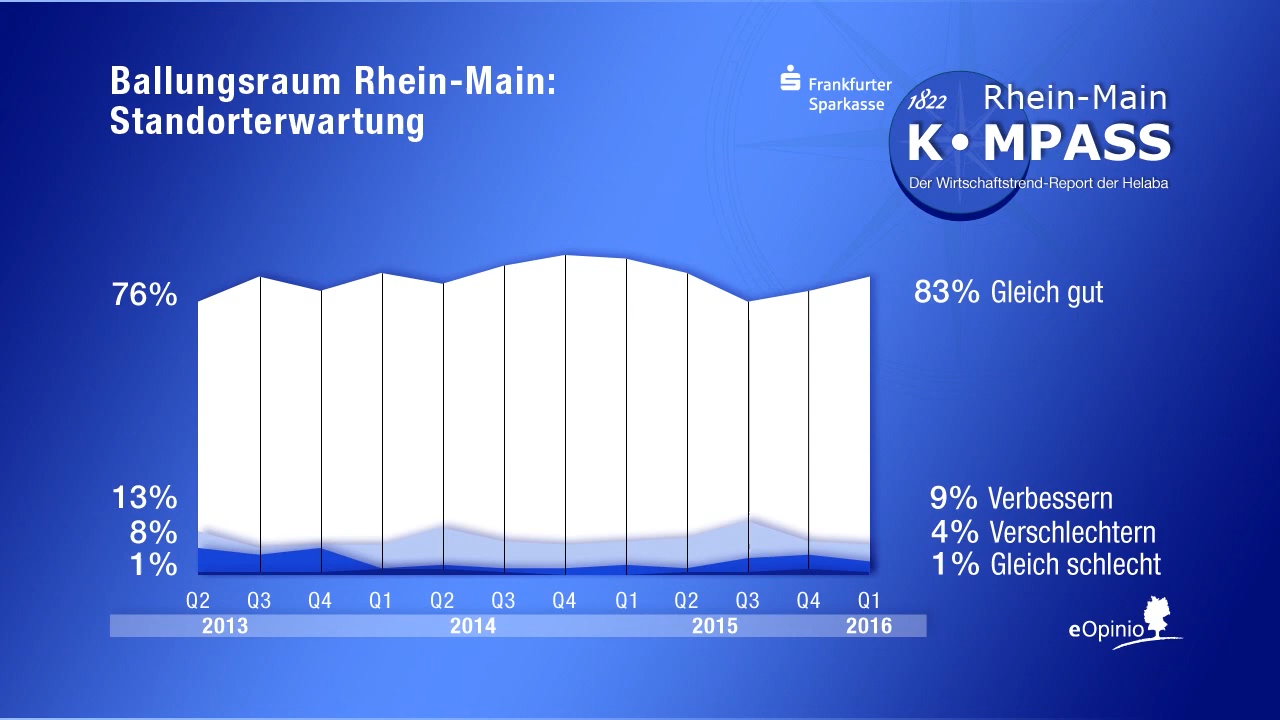 Ballungsraum Rhein-Main:
Standorterwartung
Frankfurter
Sparkasse
1822
Rhein-Main
K•MPASS
Der Wirtschaftstrend-Report der Helaba
76%
83% Gleich gut
13%
9% Verbessern
8%
4% Verschlechtern
1%
1% Gleich schlecht
Q2 Q3 Q4 Q1 Q2 Q3 Q4 Q1 Q2 Q3 Q4 Q1
2013 2014 2015 2016
eOpinio